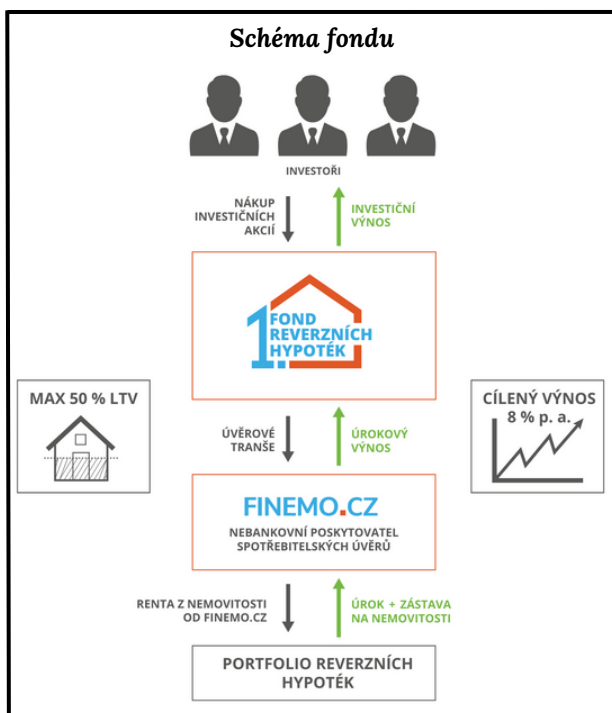 Schéma fondu
INVESTOŘI
NÁKUP
INVESTIČNÍCH
AKCIÍ
INVESTIČNÍ
VÝNOS
1. FOND
REVERZNÍCH
HYPOTÉK
MAX 50 % LTV
CÍLENÝ VÝNOS
8 % p. a.
ÚVĚROVÉ
TRANŠE
ÚROKOVÝ
VÝNOS
FINEMO.CZ
NEBANKOVNÍ POSKYTOVATEL
SPOTŘEBITELSKÝCH ÚVĚRŮ
RENTA Z NEMOVITOSTI
OD FINEMO.CZ
ÚROK + ZÁSTAVA
NA NEMOVITOSTI
PORTFOLIO REVERZNÍCH
HYPOTÉK